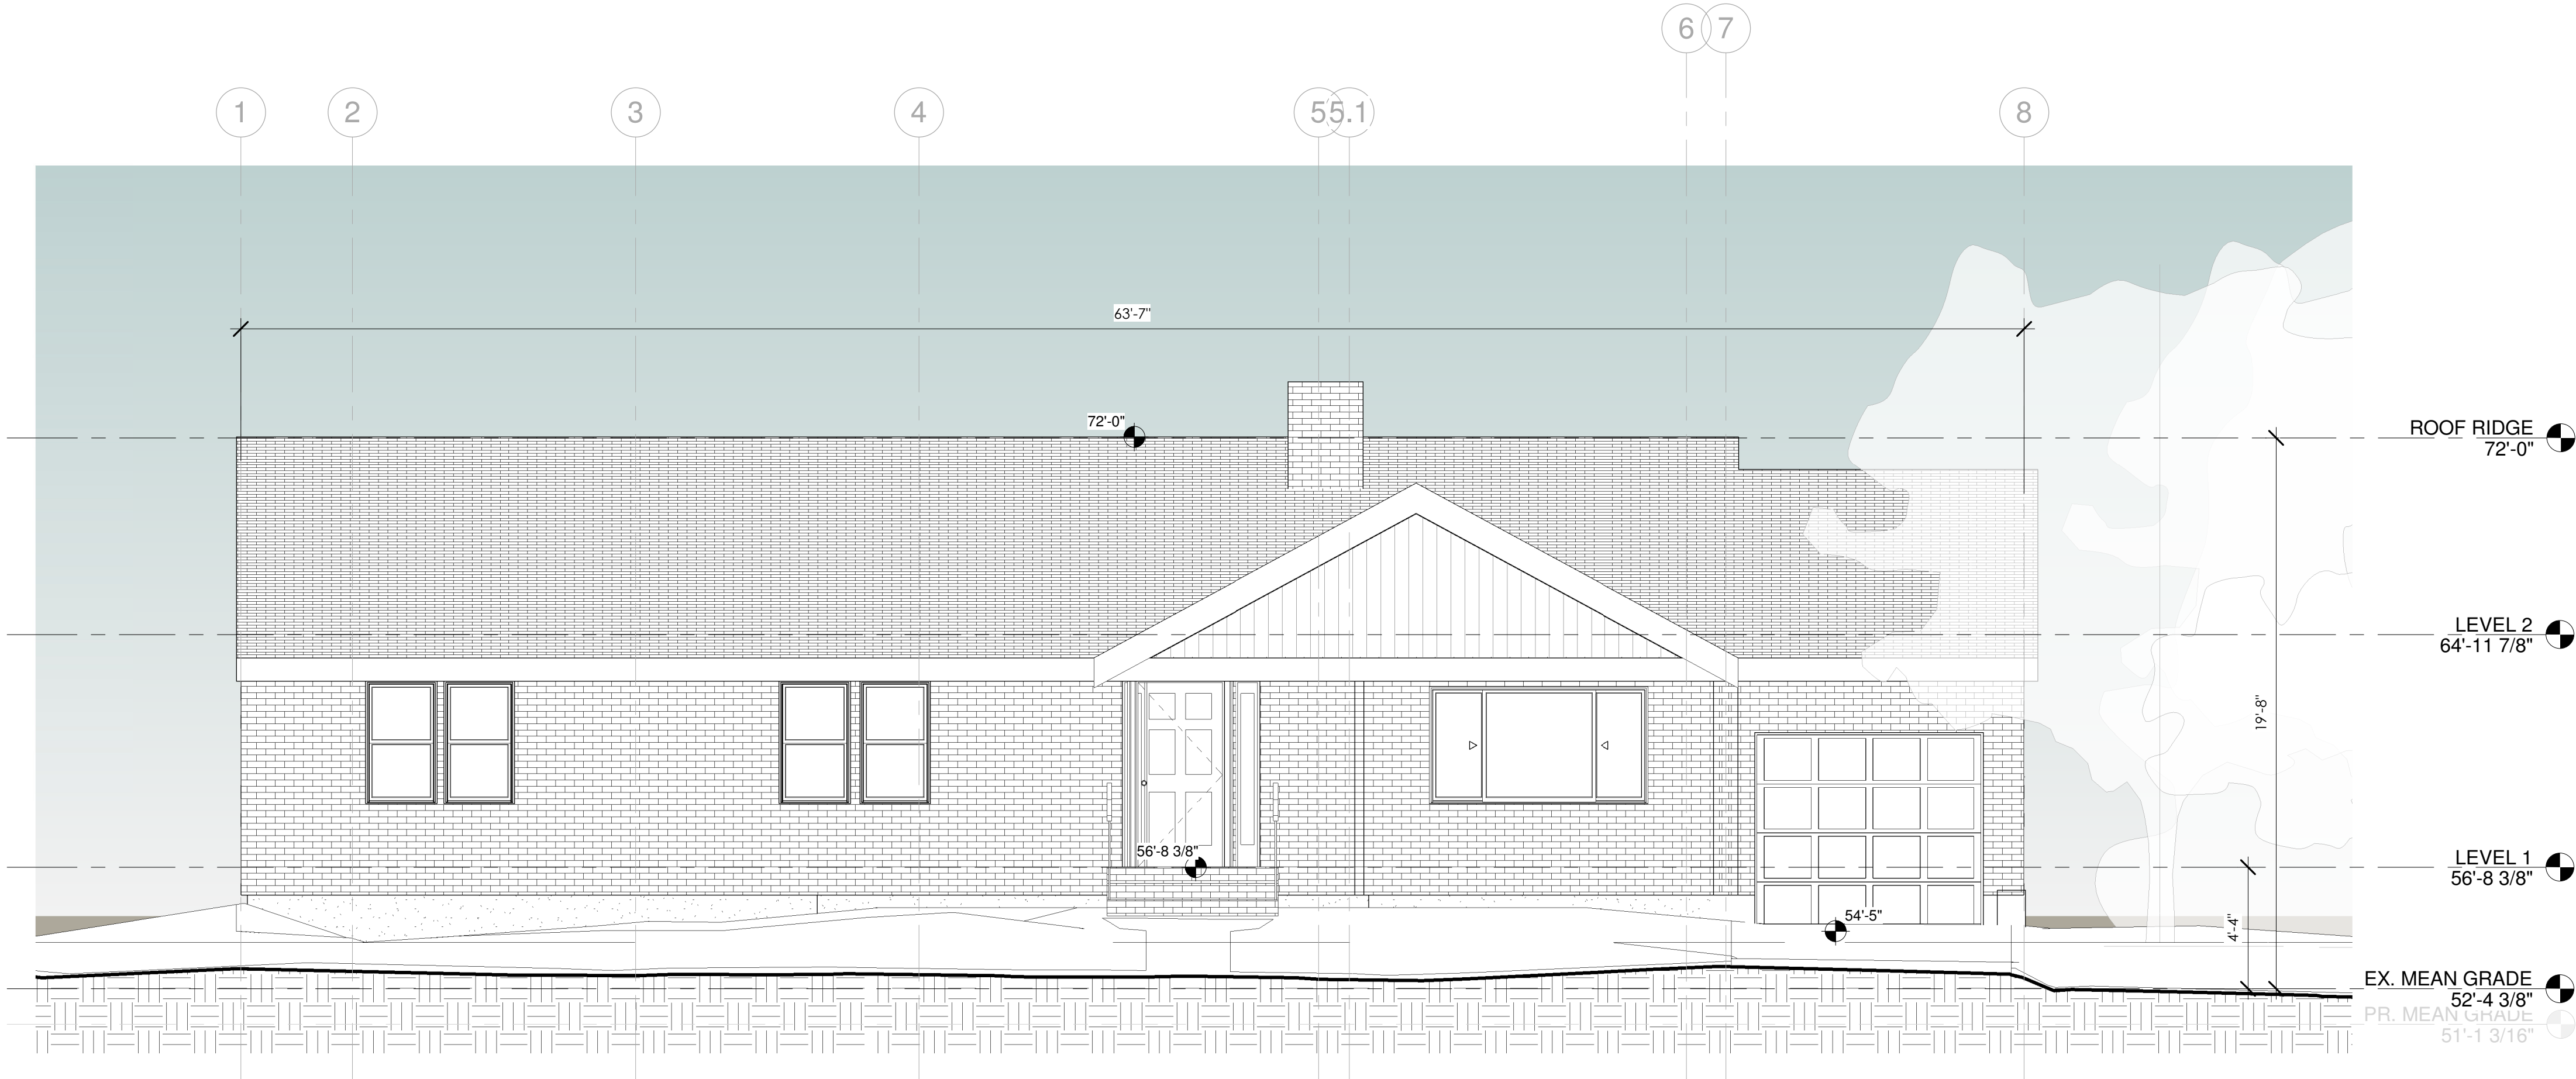 6 7
1 2 3 4 5 5.1 8
63'-7"
72'-0"
ROOF RIDGE
72'-0"
LEVEL 2
64'-11 7/8"
19'-8"
56'-8 3/8"
LEVEL 1
56'-8 3/8"
54'-5"
4'-4"
EX. MEAN GRADE
52'-4 3/8"
PR. MEAN GRADE
51'-1 3/16"